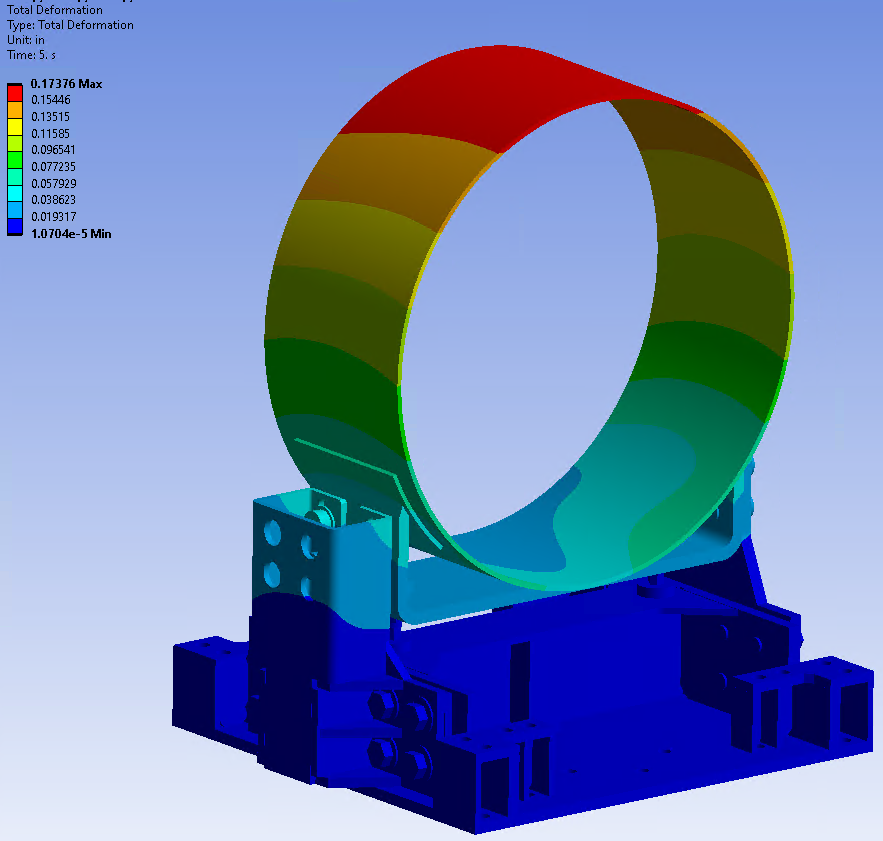 Total Deformation
Type: Total Deformation
Unit: in
Time: 5. s
0.17376 Max
0.15446
0.13515
0.11585
0.096541
0.077235
0.057929
0.038623
0.019317
1.0704e-5 Min